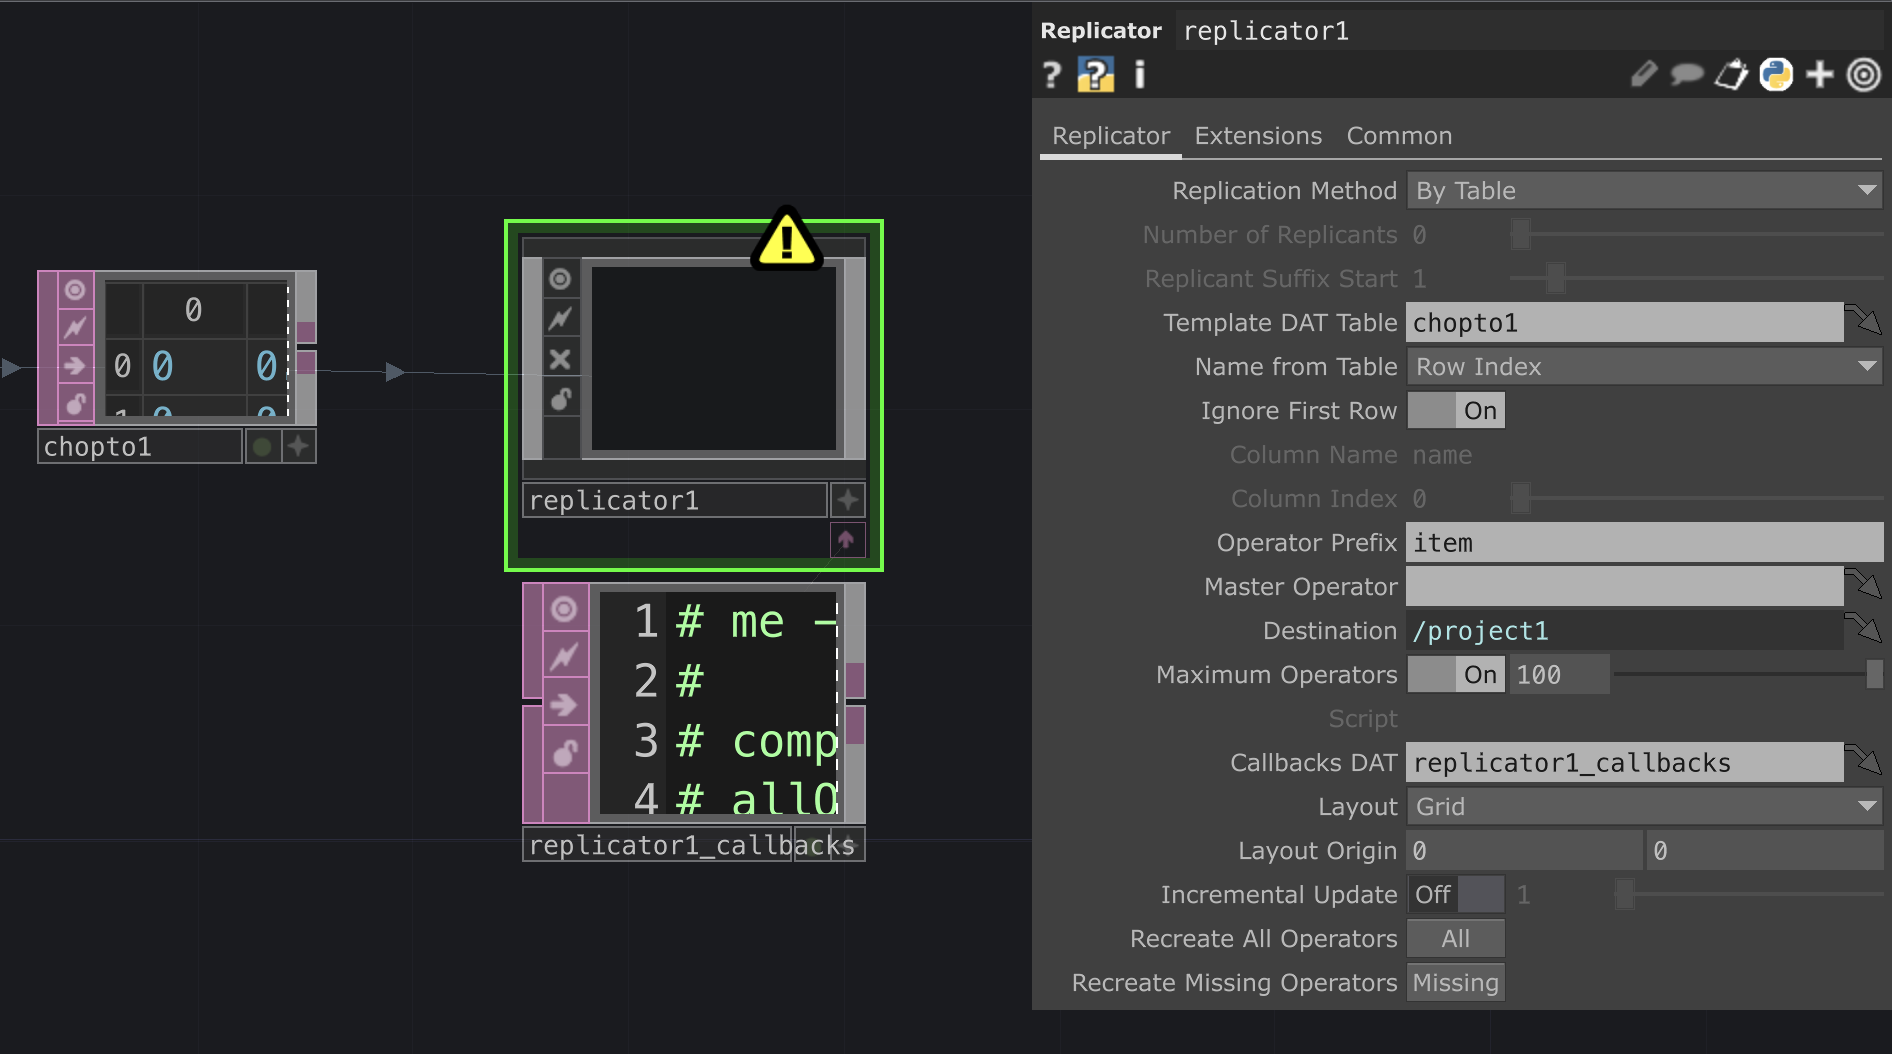 Replicator replicator1
? ? i
Replicator Extensions Common
Replication Method By Table
Number of Replicants 0
Replicant Suffix Start 1
Template DAT Table chopto1
Name from Table Row Index
Ignore First Row On
Column Name name
Column Index 0
Operator Prefix item
Master Operator
Destination /project1
Maximum Operators On 100
Script
Callbacks DAT replicator1_callbacks
Layout Grid
Layout Origin 0 0
Incremental Update Off 1
Recreate All Operators All
Recreate Missing Operators Missing
0
0 0 0
1 0 0
chopto1
replicator1
1 # me -
2 #
3 # comp
4 # allO
replicator1_callbacks